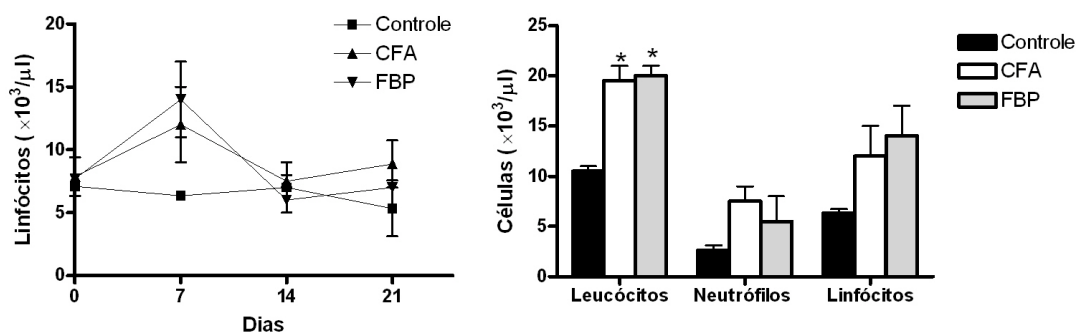 Linfócitos ( ×10³/µl)
20
15
10
5
0
0 7 14 21
Dias
Controle
CFA
FBP
Células ( ×10³/µl)
25
20
15
10
5
0
* *
Leucócitos Neutrófilos Linfócitos
Controle
CFA
FBP